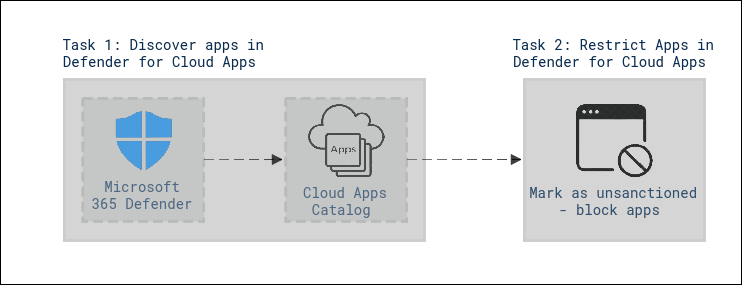 Task 1: Discover apps in
Defender for Cloud Apps
Task 2: Restrict Apps in
Defender for Cloud Apps
Microsoft
365 Defender
Apps
Cloud Apps
Catalog
Mark as unsanctioned
- block apps